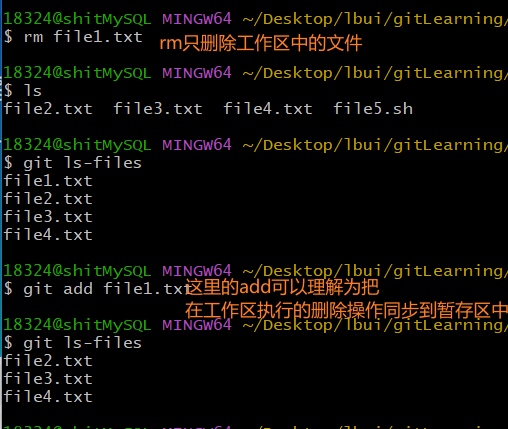 18324@shitMySQL MINGW64 ~/Desktop/lbui/gitLearning/
$ rm file1.txt rm只删除工作区中的文件
18324@shitMySQL MINGW64 ~/Desktop/lbui/gitLearning/
$ ls
file2.txt file3.txt file4.txt file5.sh
18324@shitMySQL MINGW64 ~/Desktop/lbui/gitLearning/
$ git ls-files
file1.txt
file2.txt
file3.txt
file4.txt
18324@shitMySQL MINGW64 ~/Desktop/lbui/gitLearning/
$ git add file1.txt 这里的add可以理解为把
在工作区执行的删除操作同步到暂存区中
18324@shitMySQL MINGW64 ~/Desktop/lbui/gitLearning/
$ git ls-files
file2.txt
file3.txt
file4.txt